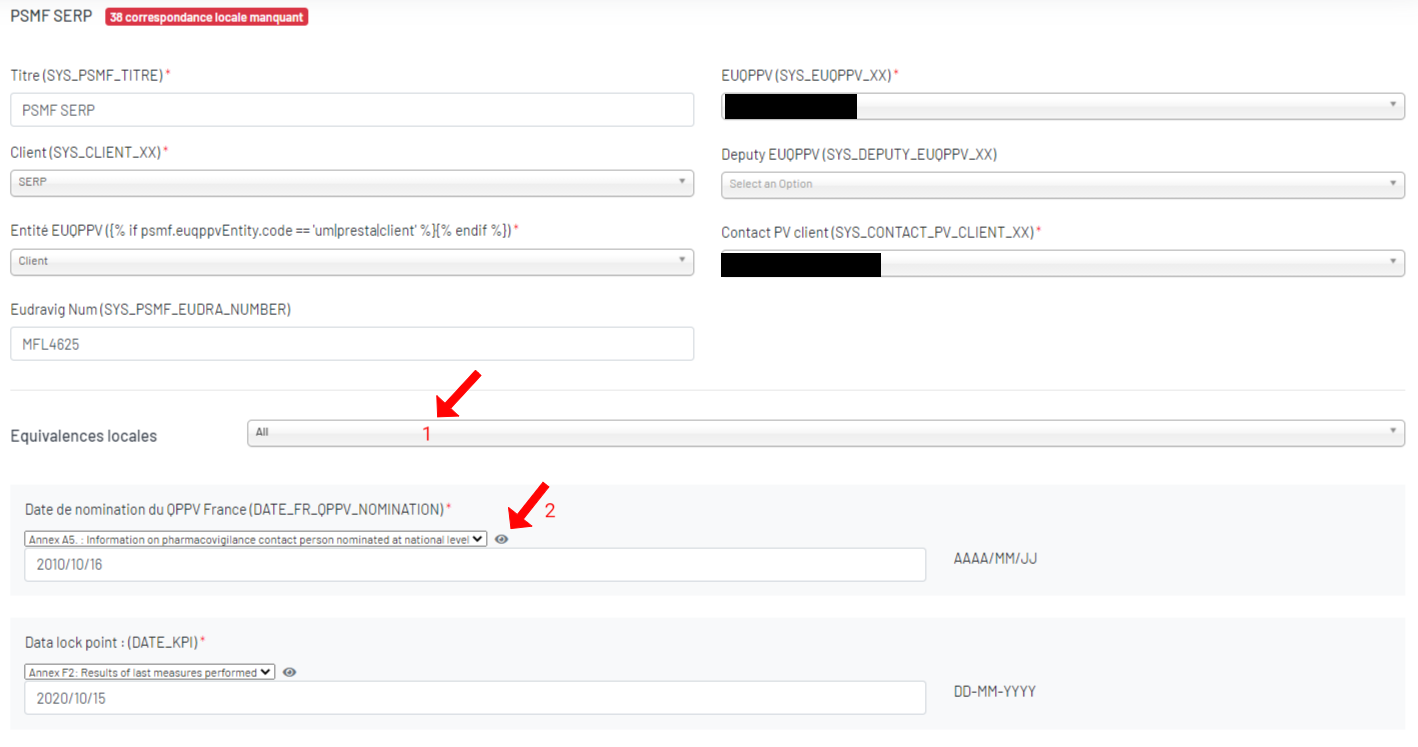 PSMF SERP 38 correspondance locale manquant
Titre (SYS_PSMF_TITRE) *
PSMF SERP
EUQPPV (SYS_EUQPPV_XX) *
Client (SYS_CLIENT_XX) *
SERP
Deputy EUQPPV (SYS_DEPUTY_EUQPPV_XX)
Select an Option
Entité EUQPPV ({% if psmf.euqppvEntity.code == 'um|presta|client' %}{% endif %}) *
Client
Contact PV client (SYS_CONTACT_PV_CLIENT_XX) *
Eudravig Num (SYS_PSMF_EUDRA_NUMBER)
MFL4625
Equivalences locales
All
1
Date de nomination du QPPV France (DATE_FR_QPPV_NOMINATION) *
2
Annex A5. : Information on pharmacovigilance contact person nominated at national level
2010/10/16
AAAA/MM/JJ
Data lock point : (DATE_KPI) *
Annex F2: Results of last measures performed
2020/10/15
DD-MM-YYYY